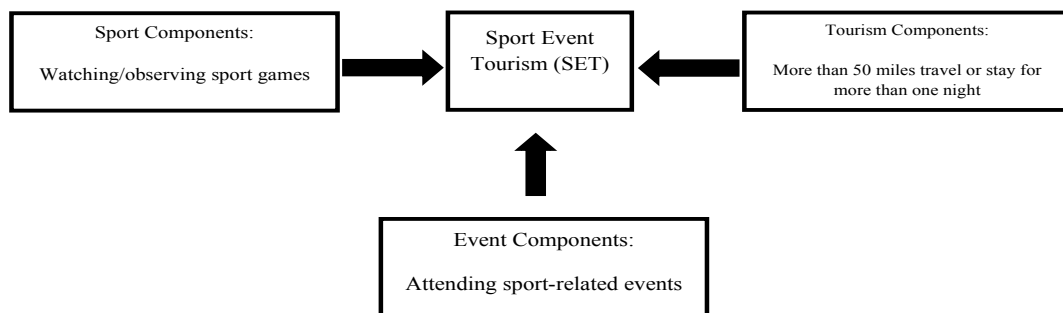 Sport Components:
Watching/observing sport games
Sport Event
Tourism (SET)
Tourism Components:
More than 50 miles travel or stay for
more than one night
Event Components:
Attending sport-related events